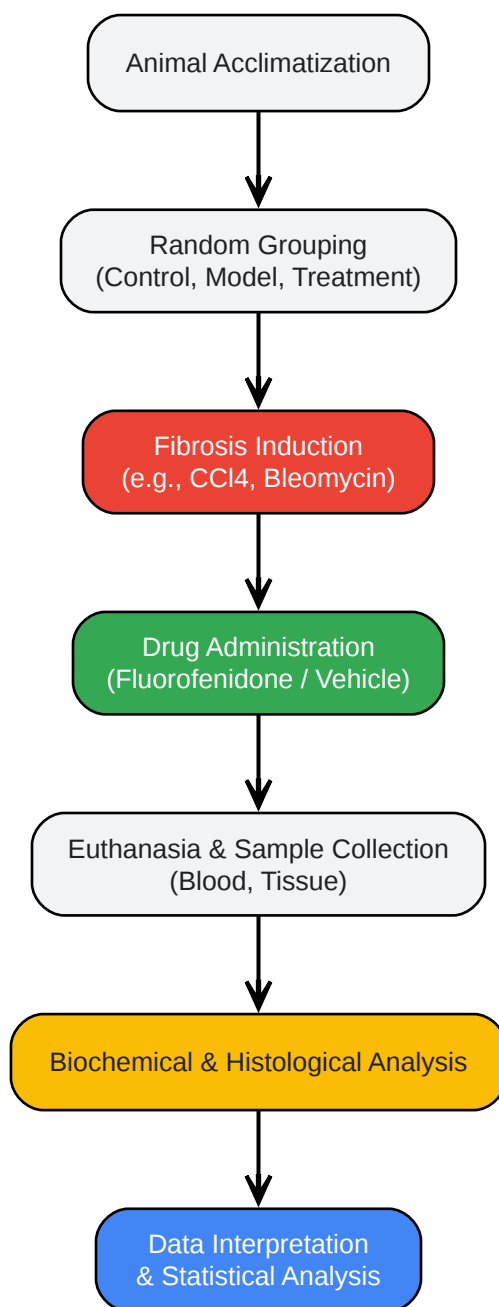 Animal Acclimatization
Random Grouping
(Control, Model, Treatment)
Fibrosis Induction
(e.g., CCl4, Bleomycin)
Drug Administration
(Fluorofenidone / Vehicle)
Euthanasia & Sample Collection
(Blood, Tissue)
Biochemical & Histological Analysis
Data Interpretation
& Statistical Analysis